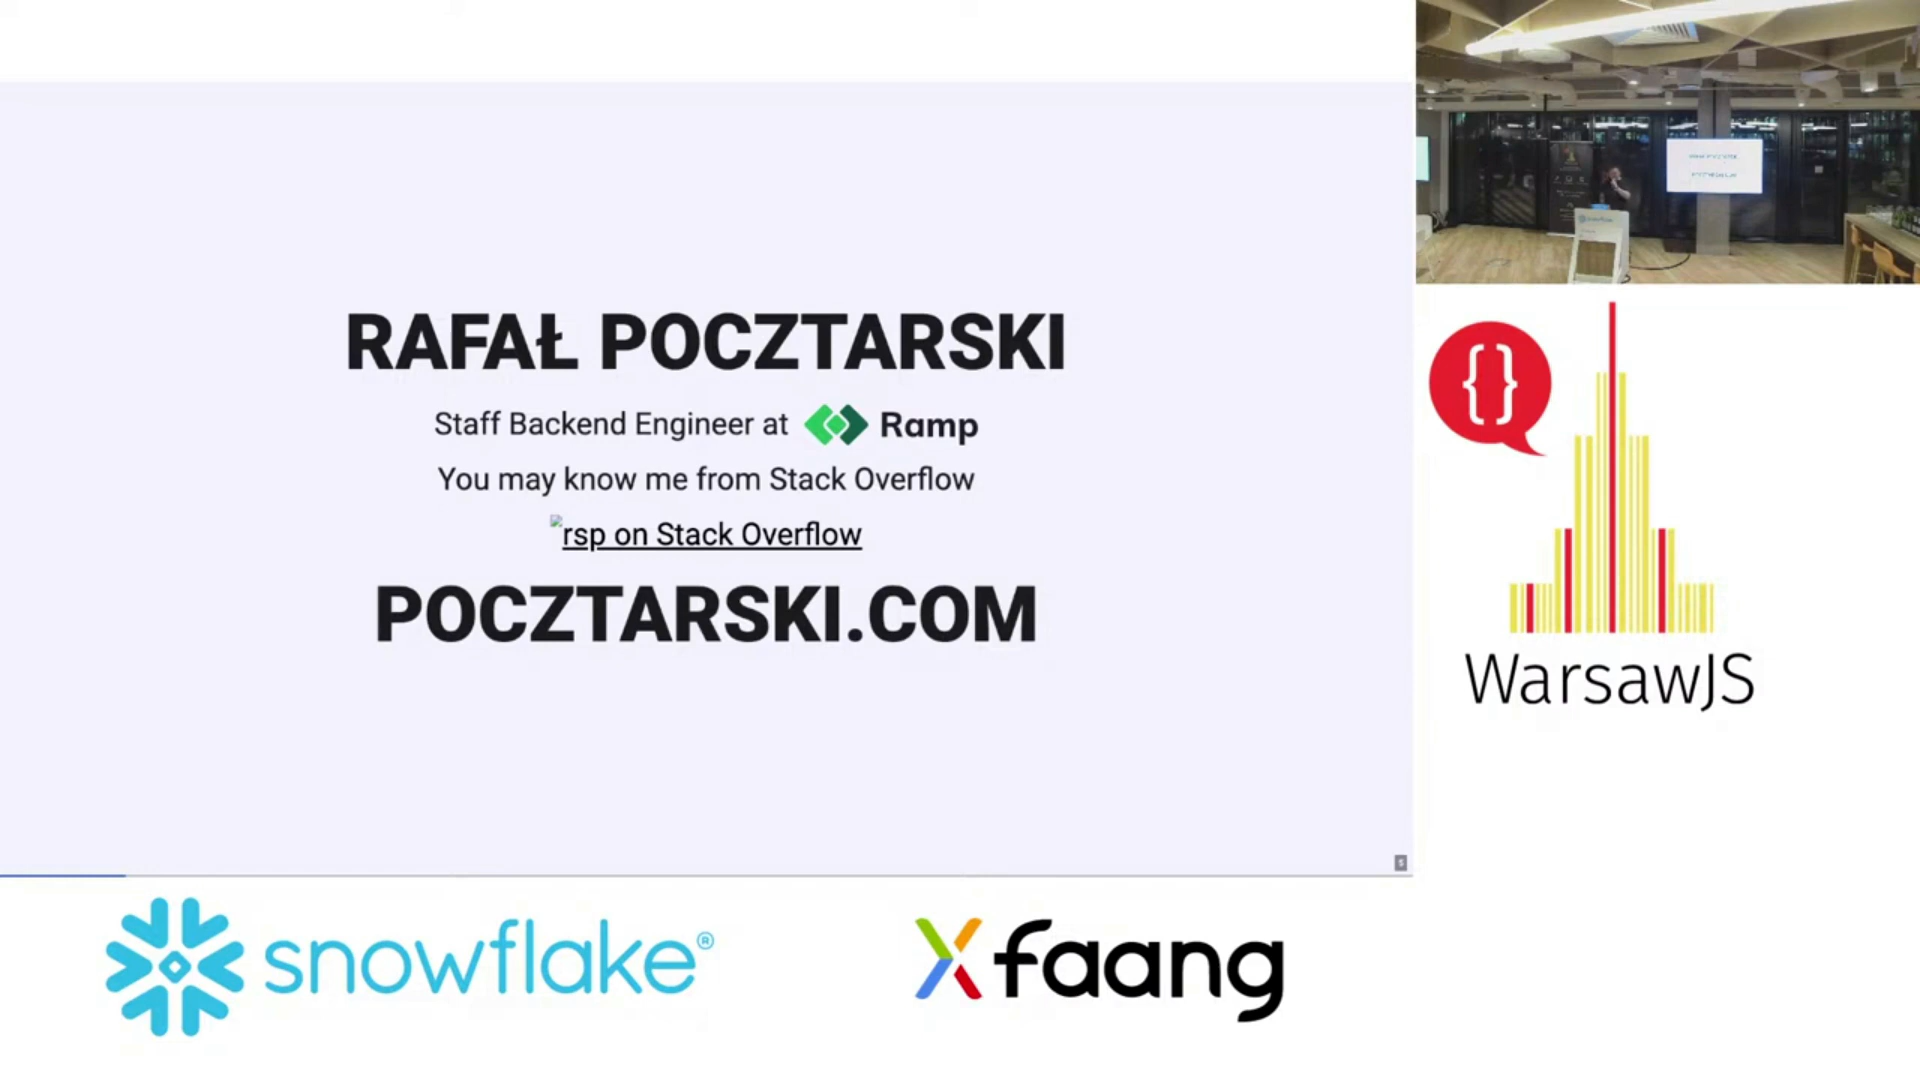 RAFAŁ POCZTARSKI
Staff Backend Engineer at Ramp
You may know me from Stack Overflow
rsp on Stack Overflow
POCZTARSKI.COM
{}
WarsawJS
snowflake®
Xfaang